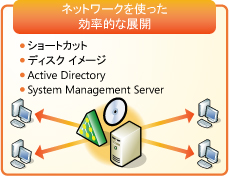 ネットワークを使った
効率的な展開
• ショートカット
• ディスク イメージ
• Active Directory
• System Management Server